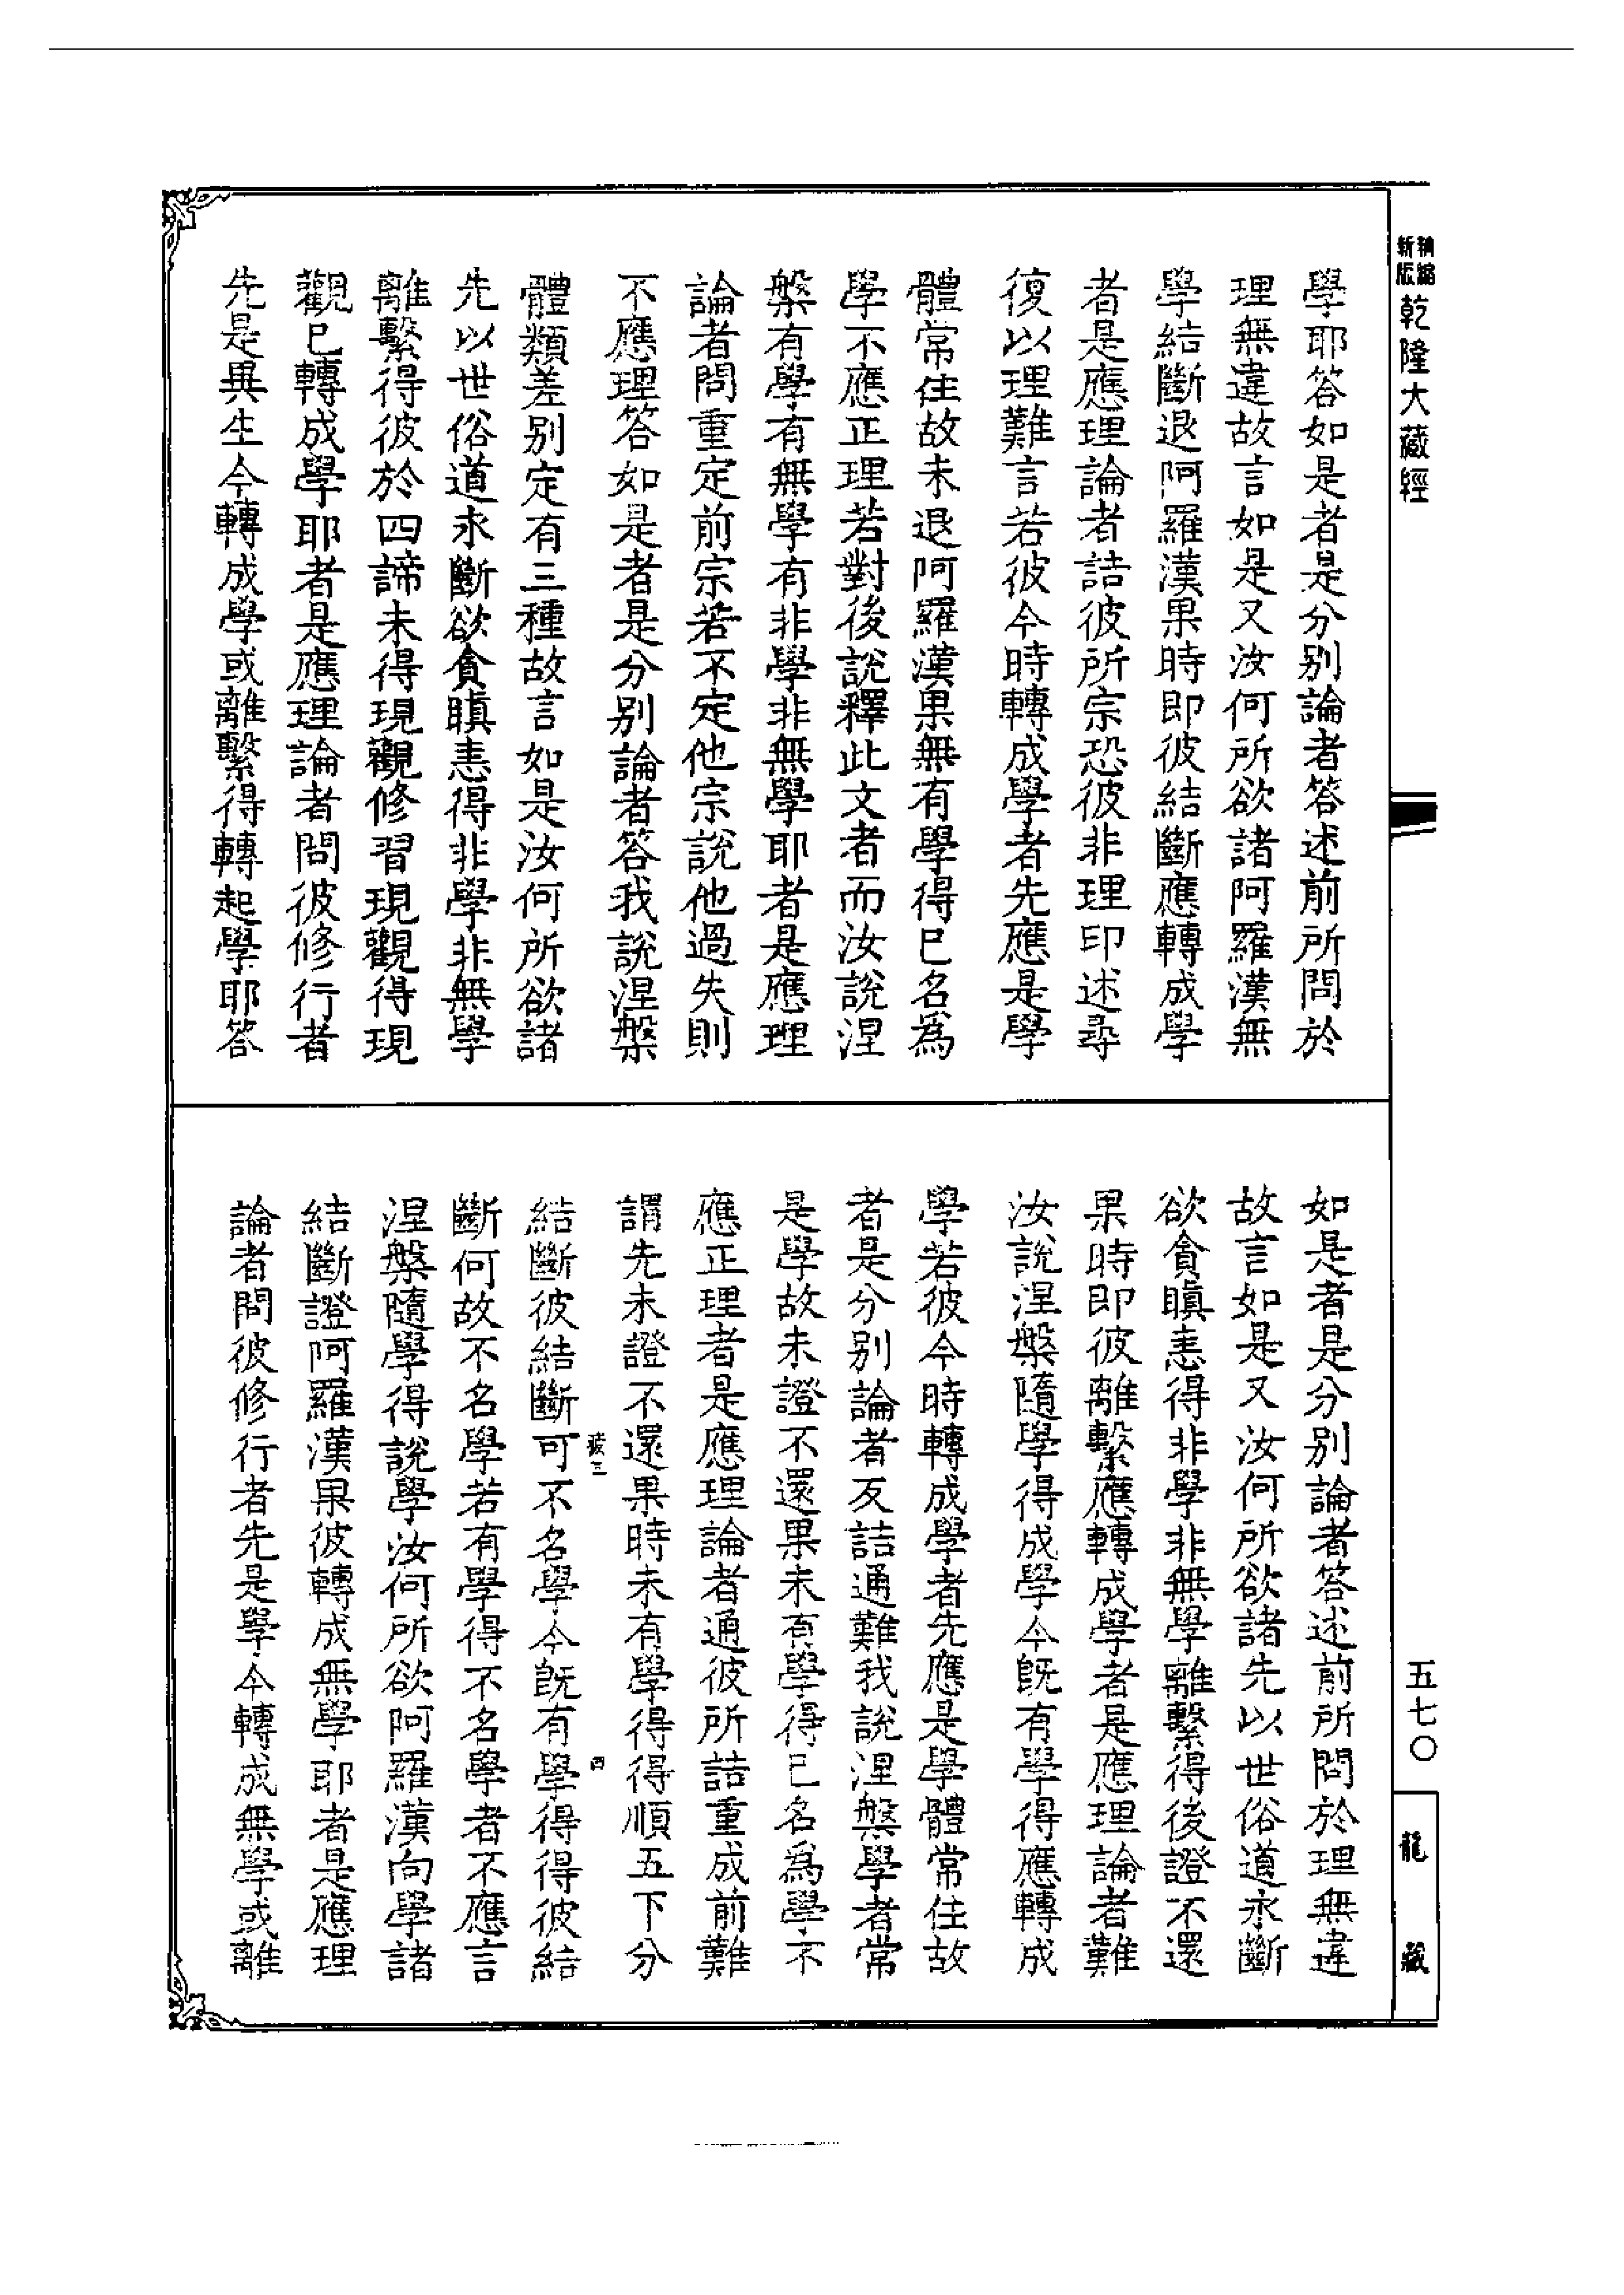 新版精縮乾隆大藏經
學耶答如是者是分別論者答述前所問於
理無違故言如是又汝何所欲諸阿羅漢無
學結斷退阿羅漢果時即彼結斷應轉成學
者是應理論者詰彼所宗恐彼非理印述尋
復以理難言若彼今時轉成學者先應是學
體常住故未退阿羅漢果無有學得已名為
學不應正理若對後說釋此文者而汝說涅
槃有學有無學有非學非無學耶者是應理
論者問重定前宗若不定他宗說他過失則
不應理答如是者是分別論者答我說涅槃
體類差別定有三種故言如是汝何所欲諸
先以世俗道永斷欲貪瞋恚得非學非無學
離繫得彼於四諦未得現觀修習現觀得現
觀已轉成學耶者是應理論者問彼修行者
先是異生今轉成學或離繫得轉起學耶答
如是者是分別論者答述前所問於理無違
故言如是又汝何所欲諸先以世俗道永斷
欲貪瞋恚得非學非無學離繫得後證不還
果時即彼離繫應轉成學者是應理論者難
汝說涅槃隨學得成學今既有學得應轉成
學若彼今時轉成學者先應是學體常住故
者是分別論者反詰通難我說涅槃學者常
是學故未證不還果未有學得已名為學不
應正理者是應理論者通彼所詰重成前難
謂先未證不還果時未有學得得順五下分
結斷彼結斷可不名學今既有學得得彼結
斷何故不名學若有學得不名學者不應言
涅槃隨學得說學汝何所欲阿羅漢向學諸
結斷證阿羅漢果彼轉成無學耶者是應理
論者問彼修行者先是學今轉成無學或離
五七〇
龍藏